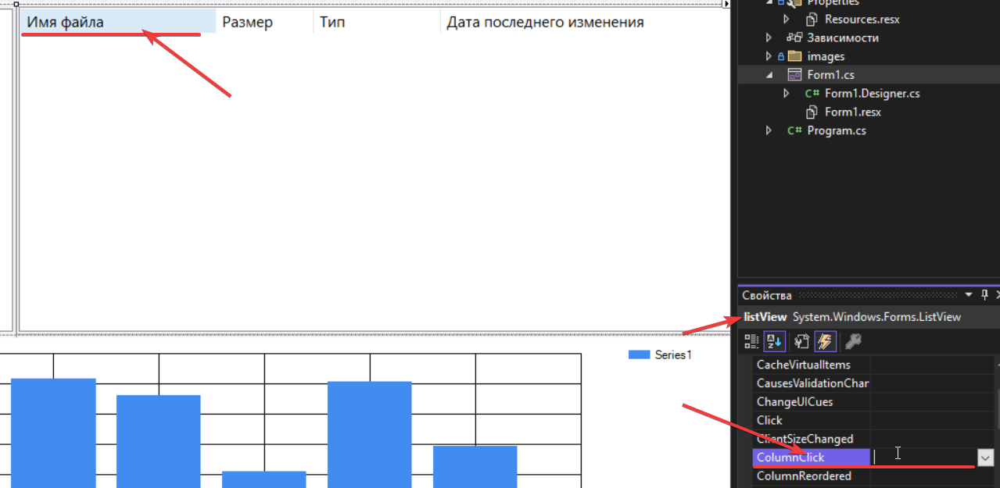 Имя файла Размер Тип Дата последнего изменения
Series1
Properties
Resources.resx
Зависимости
images
Form1.cs
C# Form1.Designer.cs
Form1.resx
C# Program.cs
Свойства
listView System.Windows.Forms.ListView
CacheVirtualItems
CausesValidationChan
ChangeUICues
Click
ClientSizeChanged
ColumnClick
ColumnReordered